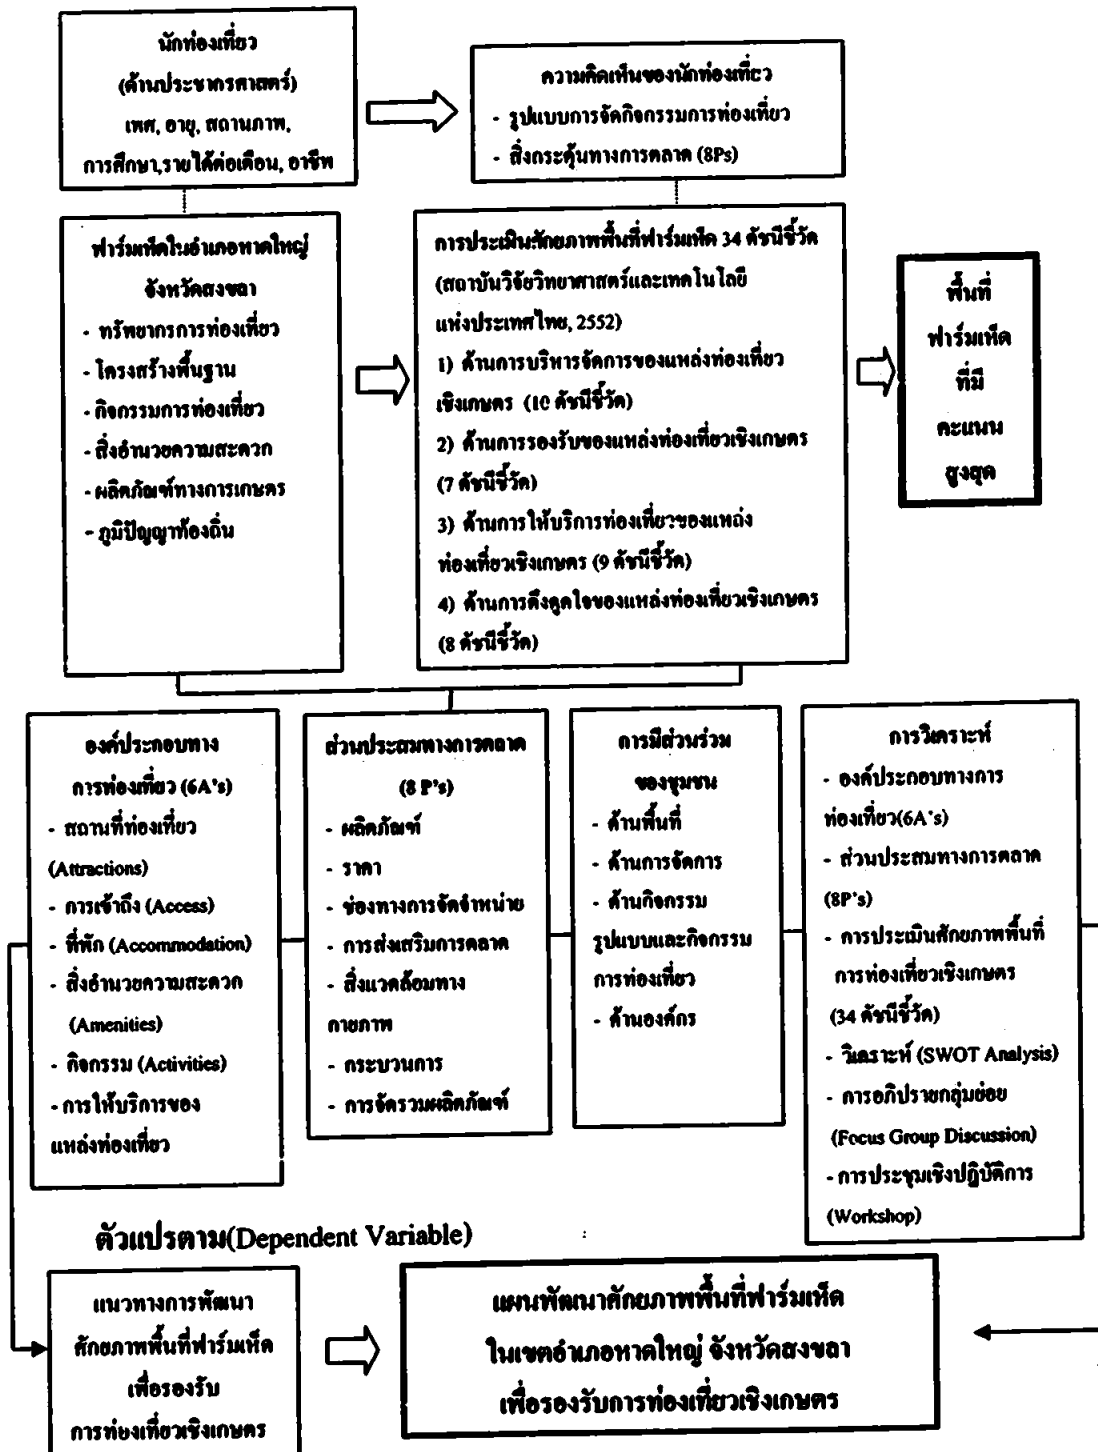 นักท่องเที่ยว
(ด้านประชากรศาสตร์)
เพศ, อายุ, สถานภาพ,
การศึกษา,รายได้ต่อเดือน, อาชีพ
ความคิดเห็นของนักท่องเที่ยว
- รูปแบบการจัดกิจกรรมการท่องเที่ยว
- สิ่งกระตุ้นทางการตลาด (8Ps)
ฟาร์มเห็ดในอำเภอหาดใหญ่
จังหวัดสงขลา
- ทรัพยากรการท่องเที่ยว
- โครงสร้างพื้นฐาน
- กิจกรรมการท่องเที่ยว
- สิ่งอำนวยความสะดวก
- ผลิตภัณฑ์ทางการเกษตร
- ภูมิปัญญาท้องถิ่น
การประเมินศักยภาพพื้นที่ฟาร์มเห็ด 34 ดัชนีชี้วัด
(สถาบันวิจัยวิทยาศาสตร์และเทคโนโลยี
แห่งประเทศไทย, 2552)
1) ด้านการบริหารจัดการของแหล่งท่องเที่ยว
เชิงเกษตร (10 ดัชนีชี้วัด)
2) ด้านการรองรับของแหล่งท่องเที่ยวเชิงเกษตร
(7 ดัชนีชี้วัด)
3) ด้านการให้บริการท่องเที่ยวของแหล่ง
ท่องเที่ยวเชิงเกษตร (9 ดัชนีชี้วัด)
4) ด้านการดึงดูดใจของแหล่งท่องเที่ยวเชิงเกษตร
(8 ดัชนีชี้วัด)
พื้นที่
ฟาร์มเห็ด
ที่มี
คะแนน
สูงสุด
องค์ประกอบทาง
การท่องเที่ยว (6A's)
- สถานที่ท่องเที่ยว
(Attractions)
- การเข้าถึง (Access)
- ที่พัก (Accommodation)
- สิ่งอำนวยความสะดวก
(Amenities)
- กิจกรรม (Activities)
- การให้บริการของ
แหล่งท่องเที่ยว
ส่วนประสมทางการตลาด
(8 P's)
- ผลิตภัณฑ์
- ราคา
- ช่องทางการจัดจำหน่าย
- การส่งเสริมการตลาด
- สิ่งแวดล้อมทาง
กายภาพ
- กระบวนการ
- การจัดรวมผลิตภัณฑ์
การมีส่วนร่วม
ของชุมชน
- ด้านพื้นที่
- ด้านการจัดการ
- ด้านกิจกรรม
รูปแบบและกิจกรรม
การท่องเที่ยว
- ด้านองค์กร
การวิเคราะห์
- องค์ประกอบทางการ
ท่องเที่ยว(6A's)
- ส่วนประสมทางการตลาด
(8P's)
- การประเมินศักยภาพพื้นที่
การท่องเที่ยวเชิงเกษตร
(34 ดัชนีชี้วัด)
- วิเคราะห์ (SWOT Analysis)
- การอภิปรายกลุ่มย่อย
(Focus Group Discussion)
- การประชุมเชิงปฏิบัติการ
(Workshop)
ตัวแปรตาม(Dependent Variable)
แนวทางการพัฒนา
ศักยภาพพื้นที่ฟาร์มเห็ด
เพื่อรองรับ
การท่องเที่ยวเชิงเกษตร
แผนพัฒนาศักยภาพพื้นที่ฟาร์มเห็ด
ในเขตอำเภอหาดใหญ่ จังหวัดสงขลา
เพื่อรองรับการท่องเที่ยวเชิงเกษตร